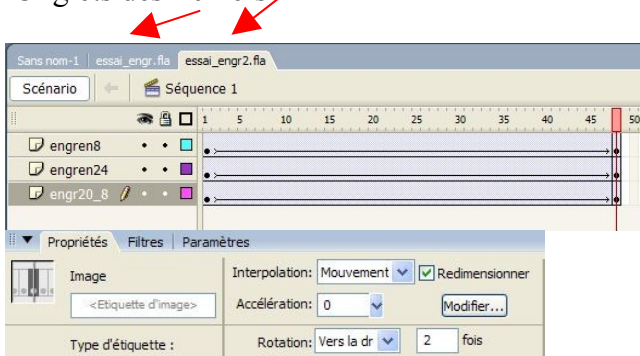 Sans nom-1 essai_engr.fla essai_engr2.fla
Scénario Séquence 1
1 5 10 15 20 25 30 35 40 45 50
engren8
engren24
engr20_8
Propriétés Filtres Paramètres
Image Interpolation: Mouvement Redimensionner
<Etiquette d'image> Accélération: 0 Modifier...
Type d'étiquette : Rotation: Vers la dr 2 fois